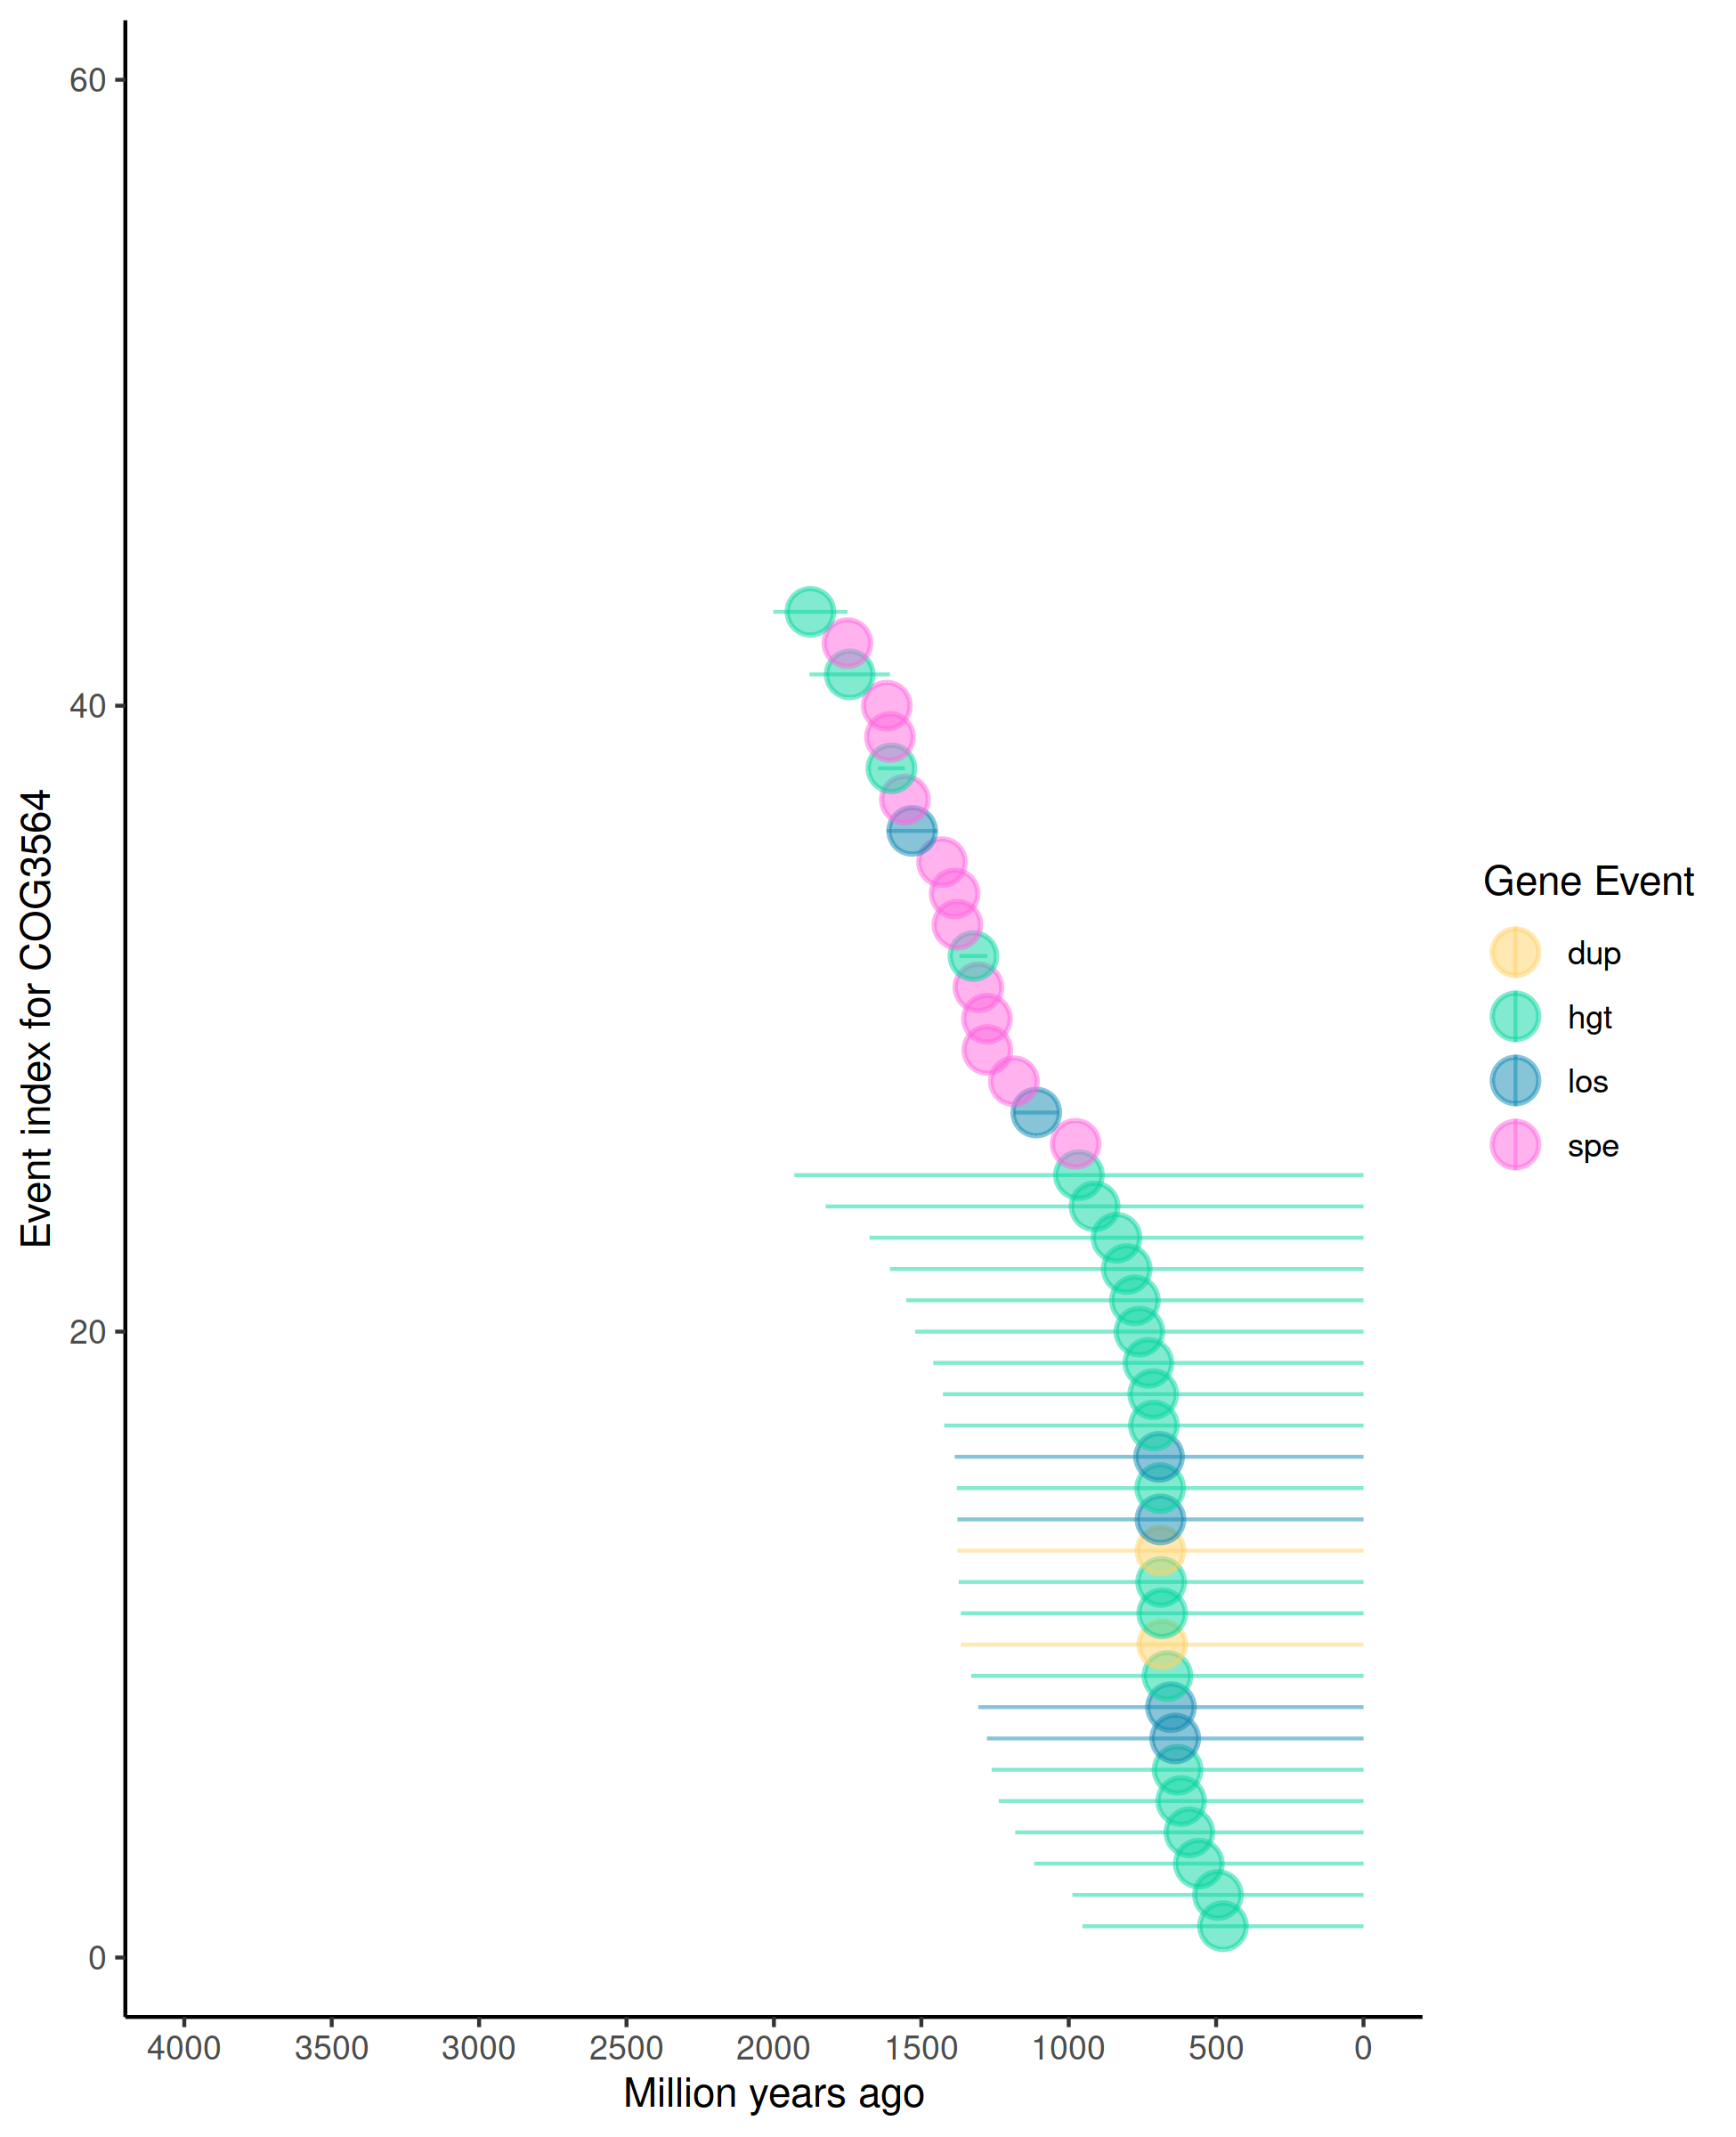 60
40
20
0
Event index for COG3564
4000 3500 3000 2500 2000 1500 1000 500 0
Million years ago
Gene Event
dup
hgt
los
spe